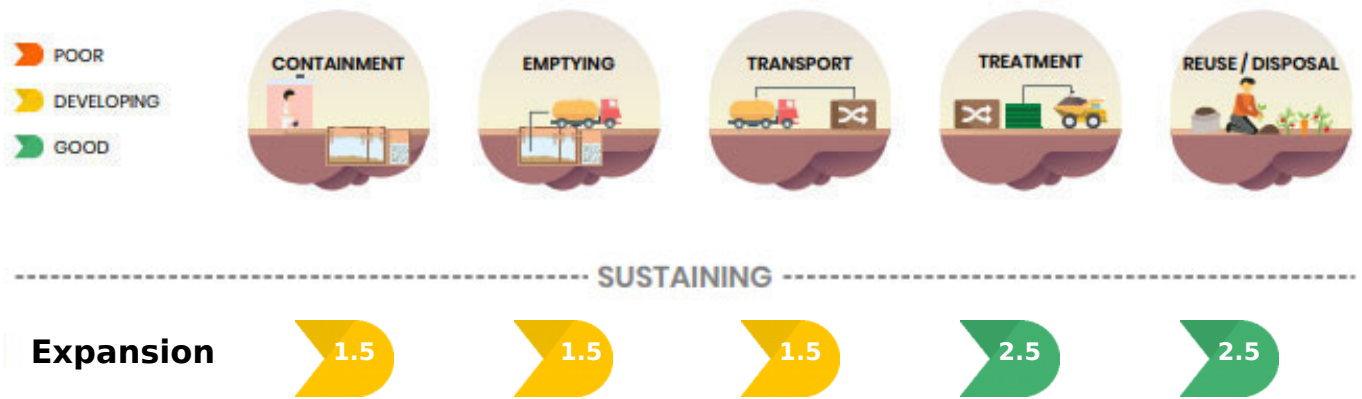 POOR
DEVELOPING
GOOD
CONTAINMENT
EMPTYING
TRANSPORT
TREATMENT
REUSE / DISPOSAL
SUSTAINING
Expansion 1.5 1.5 1.5 2.5 2.5